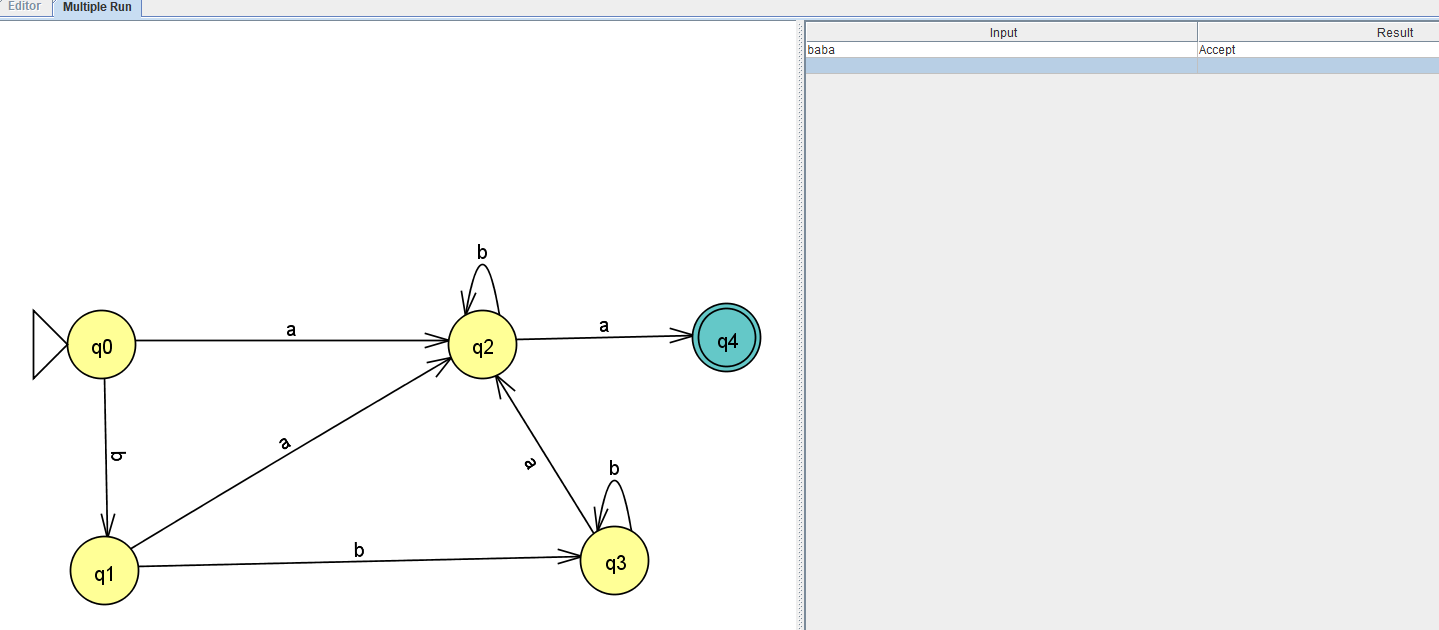 Editor Multiple Run
Input Result
baba Accept
b
a a
q0 q2 q4
a
b a b
b
q1 q3